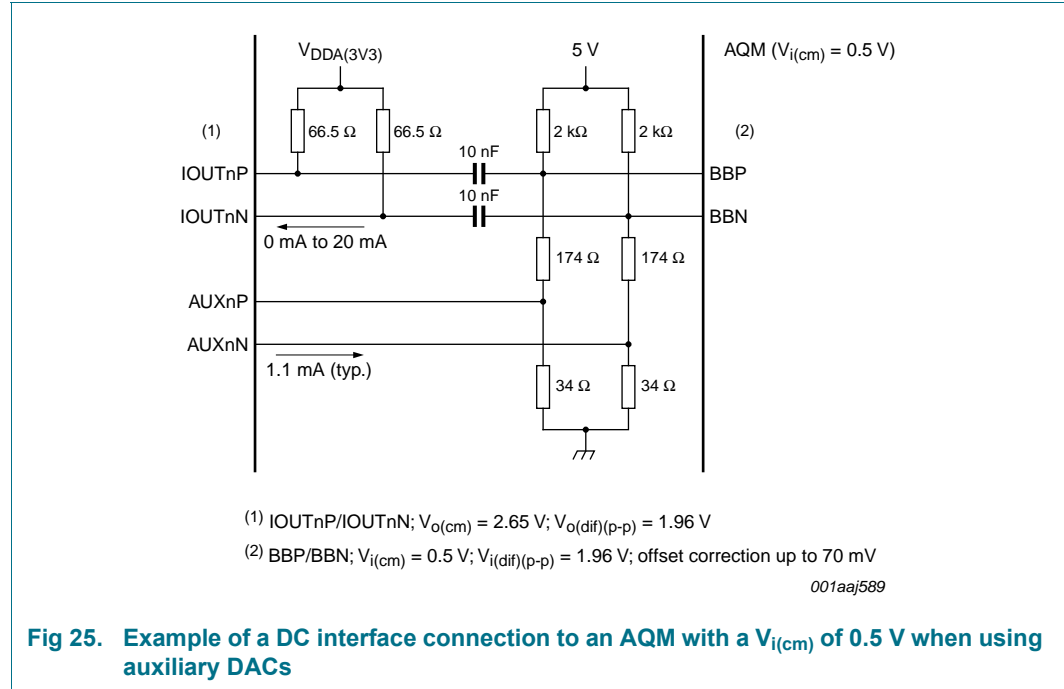 V_DDA(3V3)
5 V
AQM (V_i(cm) = 0.5 V)
(1)
66.5 Ω
66.5 Ω
2 kΩ
2 kΩ
(2)
10 nF
IOUTnP
BBP
10 nF
IOUTnN
BBN
0 mA to 20 mA
174 Ω
174 Ω
AUXnP
AUXnN
1.1 mA (typ.)
34 Ω
34 Ω
(1) IOUTnP/IOUTnN; V_o(cm) = 2.65 V; V_o(dif)(p-p) = 1.96 V
(2) BBP/BBN; V_i(cm) = 0.5 V; V_i(dif)(p-p) = 1.96 V; offset correction up to 70 mV
001aaj589
Fig 25. Example of a DC interface connection to an AQM with a V_i(cm) of 0.5 V when using
auxiliary DACs